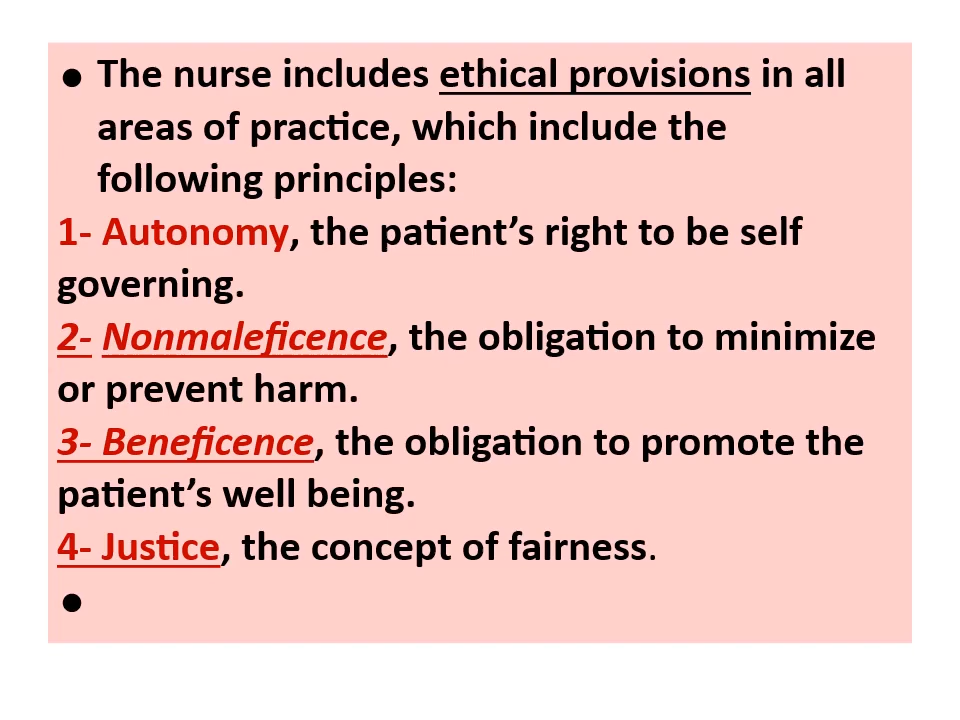 ● The nurse includes ethical provisions in all
areas of practice, which include the
following principles:
1- Autonomy, the patient’s right to be self
governing.
2- Nonmaleficence, the obligation to minimize
or prevent harm.
3- Beneficence, the obligation to promote the
patient’s well being.
4- Justice, the concept of fairness.
●